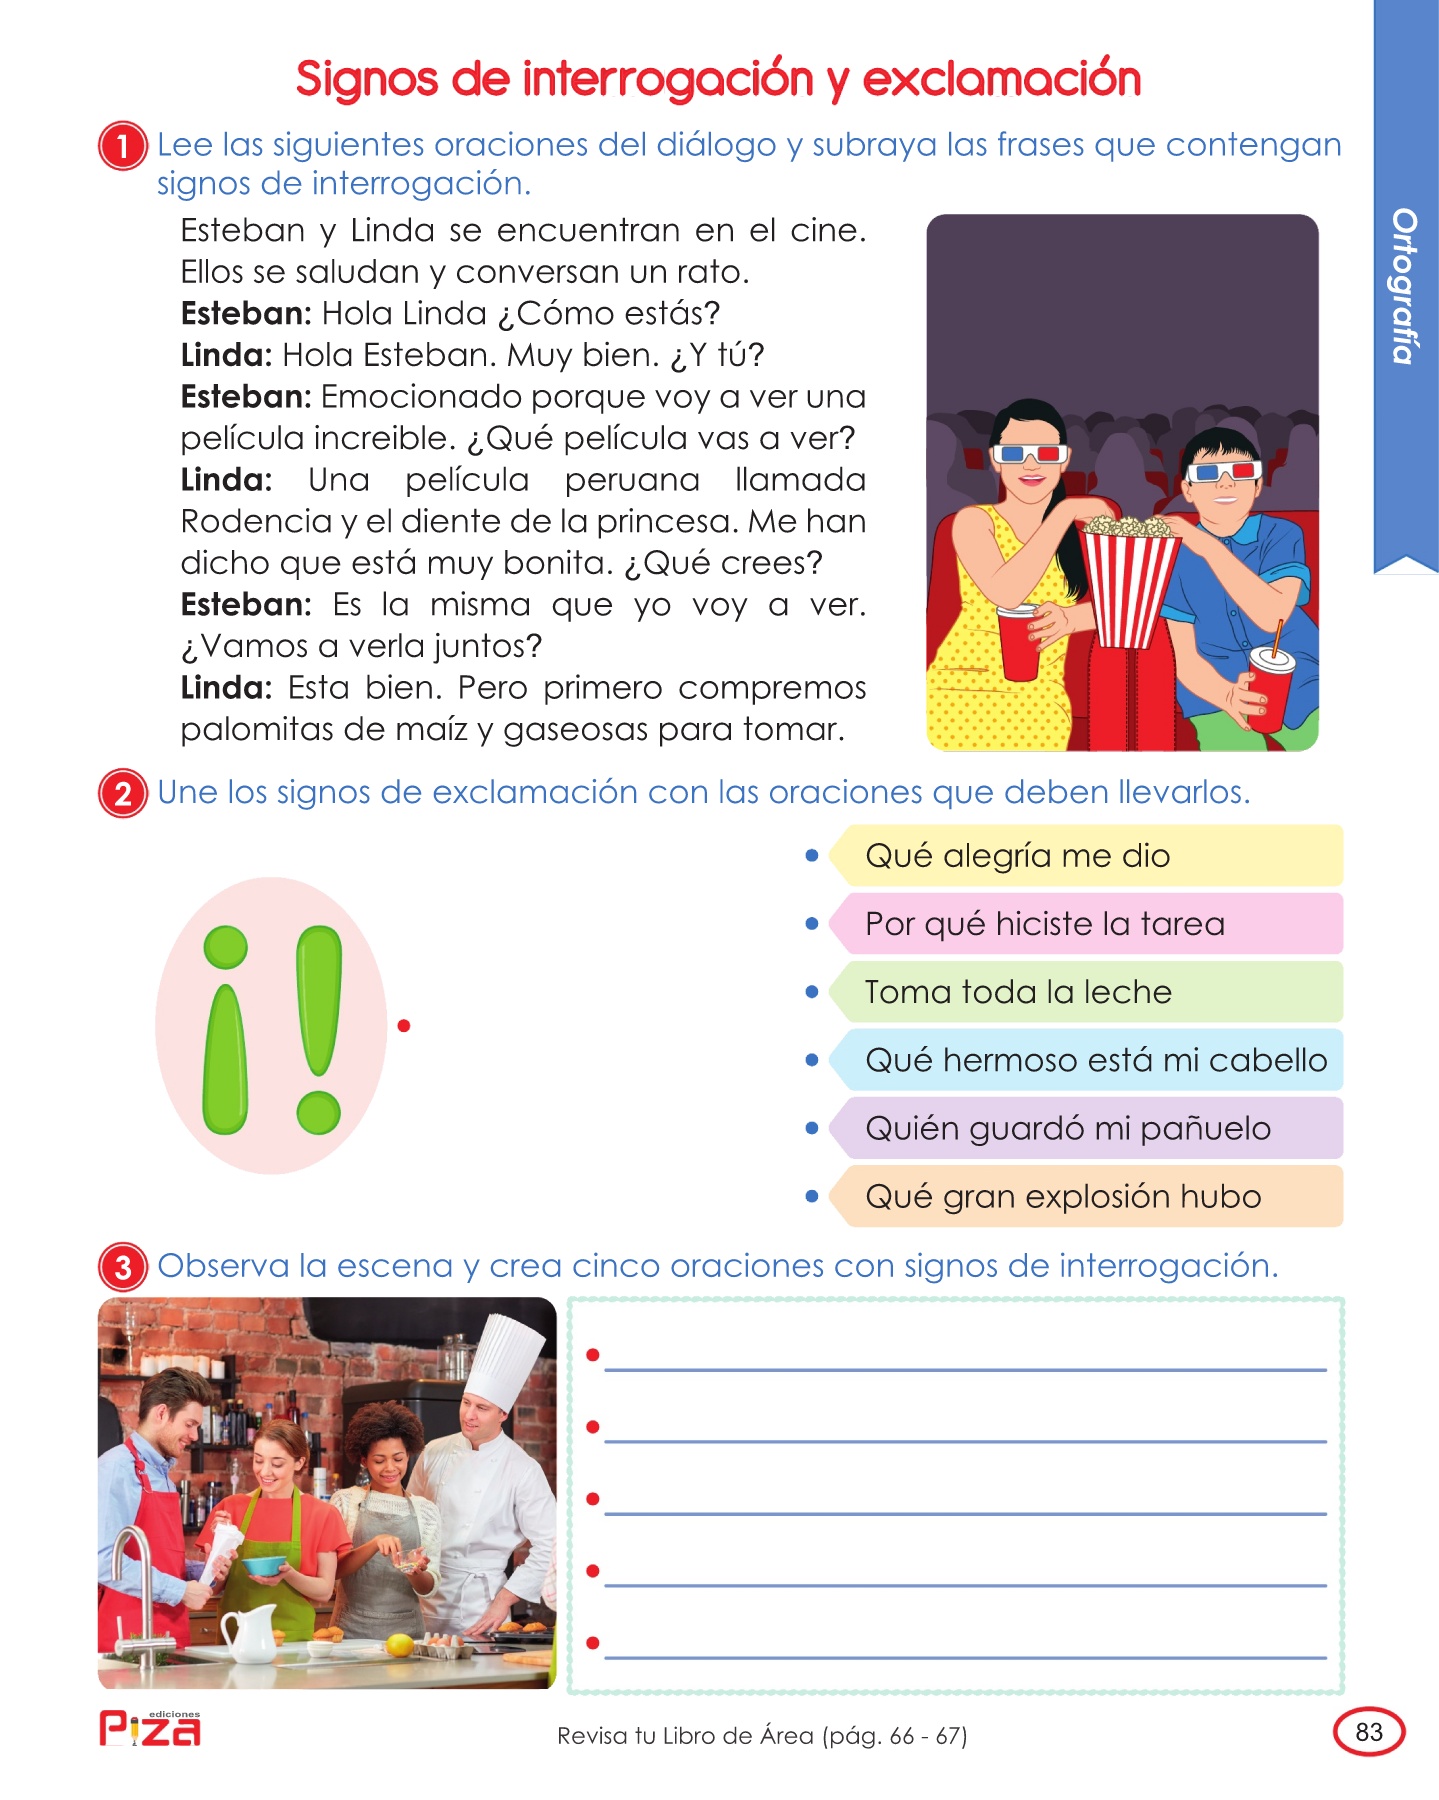 Signos de interrogación y exclamación
1 Lee las siguientes oraciones del diálogo y subraya las frases que contengan
signos de interrogación.
Esteban y Linda se encuentran en el cine.
Ellos se saludan y conversan un rato.
Esteban: Hola Linda ¿Cómo estás?
Linda: Hola Esteban. Muy bien. ¿Y tú?
Esteban: Emocionado porque voy a ver una
película increible. ¿Qué película vas a ver?
Linda: Una película peruana llamada
Rodencia y el diente de la princesa. Me han
dicho que está muy bonita. ¿Qué crees?
Esteban: Es la misma que yo voy a ver.
¿Vamos a verla juntos?
Linda: Esta bien. Pero primero compremos
palomitas de maíz y gaseosas para tomar.
Ortografía
2 Une los signos de exclamación con las oraciones que deben llevarlos.
¡!
Qué alegría me dio
Por qué hiciste la tarea
Toma toda la leche
Qué hermoso está mi cabello
Quién guardó mi pañuelo
Qué gran explosión hubo
3 Observa la escena y crea cinco oraciones con signos de interrogación.
ediciones
Piza
Revisa tu Libro de Área (pág. 66 - 67)
83